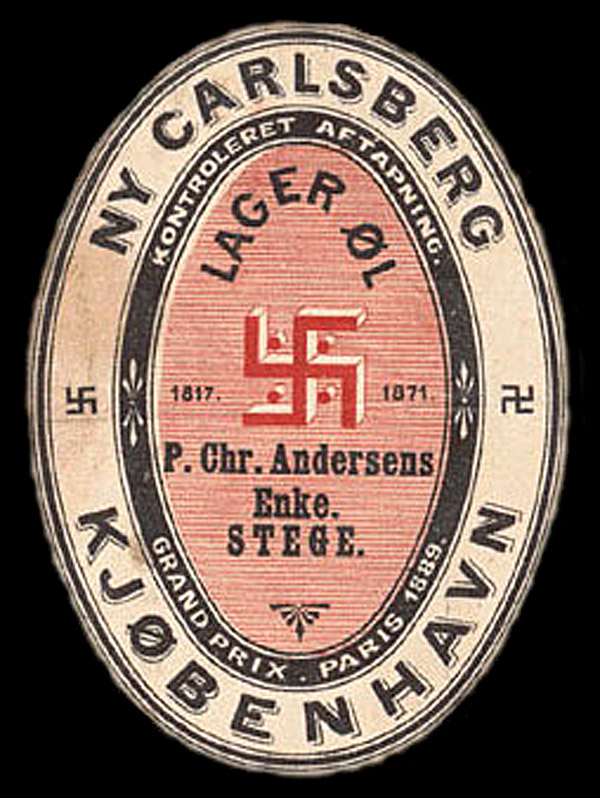 NY CARLSBERG
KONTROLERET AFTAPNING.
LAGER ØL
1817. 1871.
P. Chr. Andersens
Enke.
STEGE.
GRAND PRIX . PARIS 1889.
KJØBENHAVN